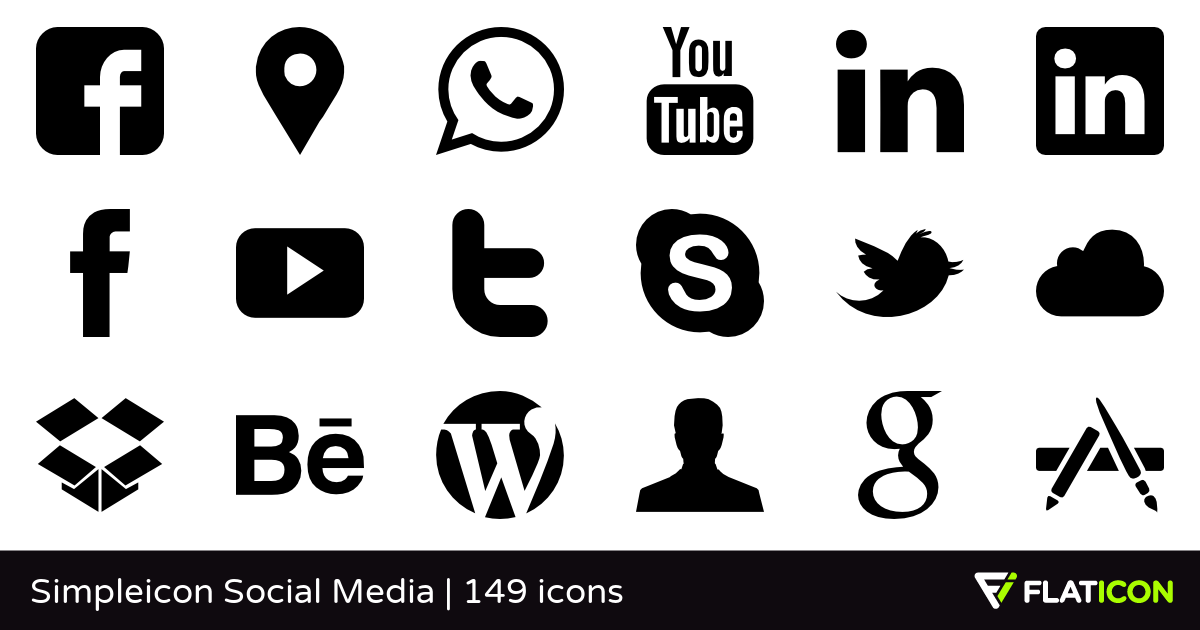 f
You
Tube
in
in
f
t
S
Bē
W
g
Simpleicon Social Media | 149 icons
FLATICON